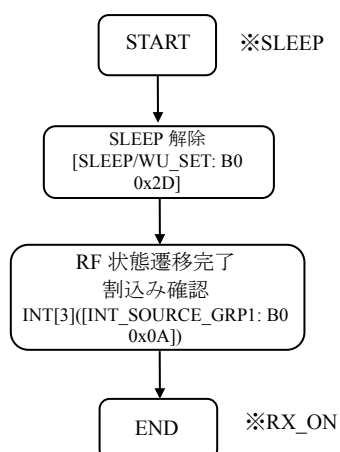 START ※SLEEP
SLEEP 解除
[SLEEP/WU_SET: B0
0x2D]
RF 状態遷移完了
割込み確認
INT[3]([INT_SOURCE_GRP1: B0
0x0A])
END ※RX_ON